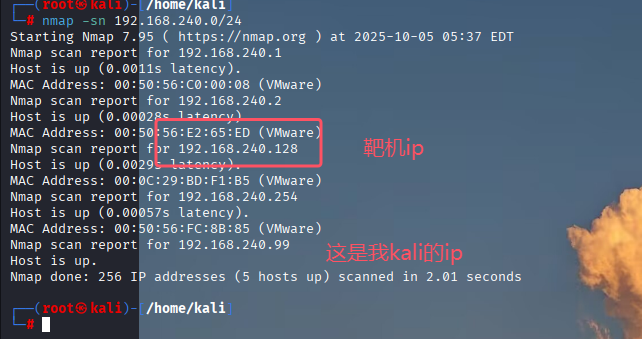 ┌──(root㉿kali)-[/home/kali]
└─# nmap -sn 192.168.240.0/24
Starting Nmap 7.95 ( https://nmap.org ) at 2025-10-05 05:37 EDT
Nmap scan report for 192.168.240.1
Host is up (0.0011s latency).
MAC Address: 00:50:56:C0:00:08 (VMware)
Nmap scan report for 192.168.240.2
Host is up (0.00028s latency).
MAC Address: 00:50:56:E2:65:ED (VMware)
Nmap scan report for 192.168.240.128
靶机ip
Host is up (0.00029s latency).
MAC Address: 00:0C:29:BD:F1:B5 (VMware)
Nmap scan report for 192.168.240.254
Host is up (0.00057s latency).
MAC Address: 00:50:56:FC:8B:85 (VMware)
Nmap scan report for 192.168.240.99
这是我kali的ip
Host is up.
Nmap done: 256 IP addresses (5 hosts up) scanned in 2.01 seconds
┌──(root㉿kali)-[/home/kali]
└─#